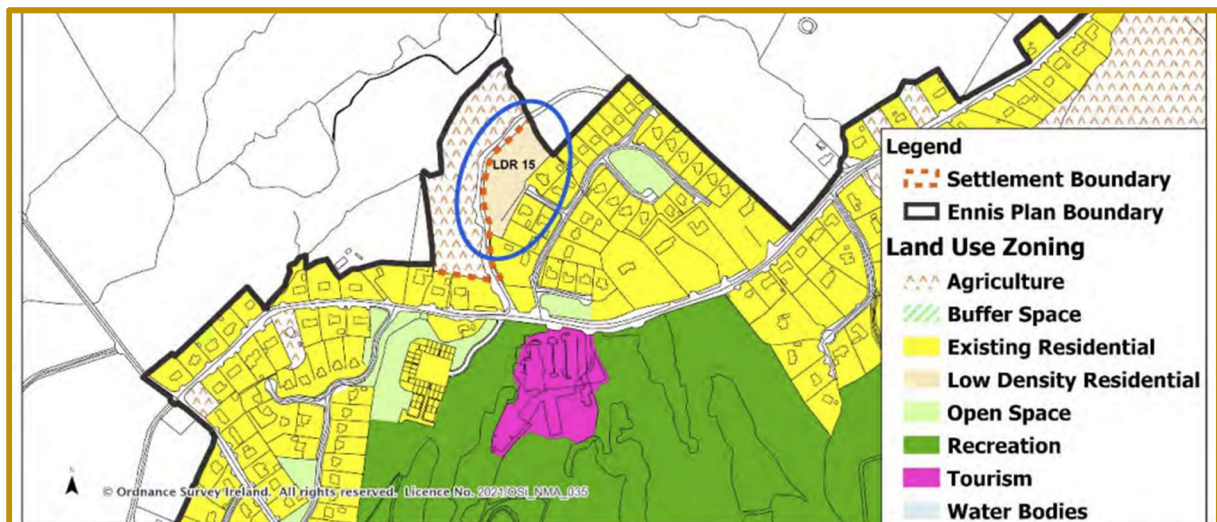 LDR 15
Legend
Settlement Boundary
Ennis Plan Boundary
Land Use Zoning
Agriculture
Buffer Space
Existing Residential
Low Density Residential
Open Space
Recreation
Tourism
Water Bodies
© Ordnance Survey Ireland. All rights reserved. Licence No. 2021/OSi_NMA_035